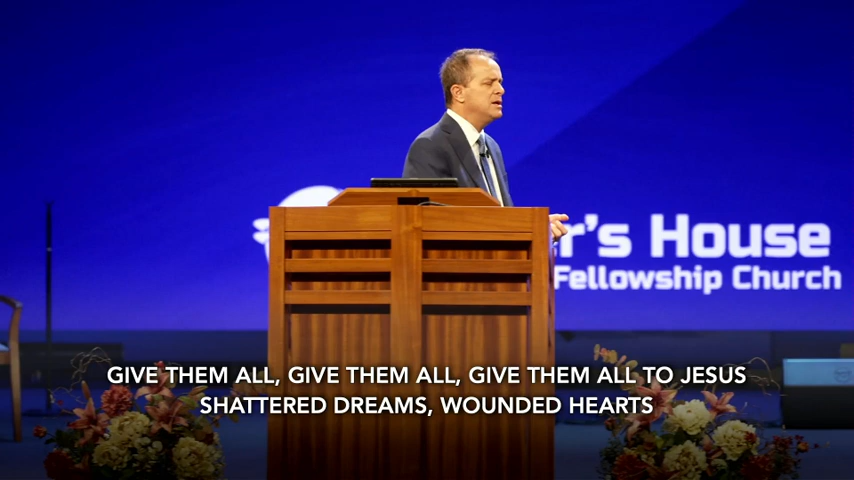 r's House
Fellowship Church
GIVE THEM ALL, GIVE THEM ALL, GIVE THEM ALL TO JESUS
SHATTERED DREAMS, WOUNDED HEARTS